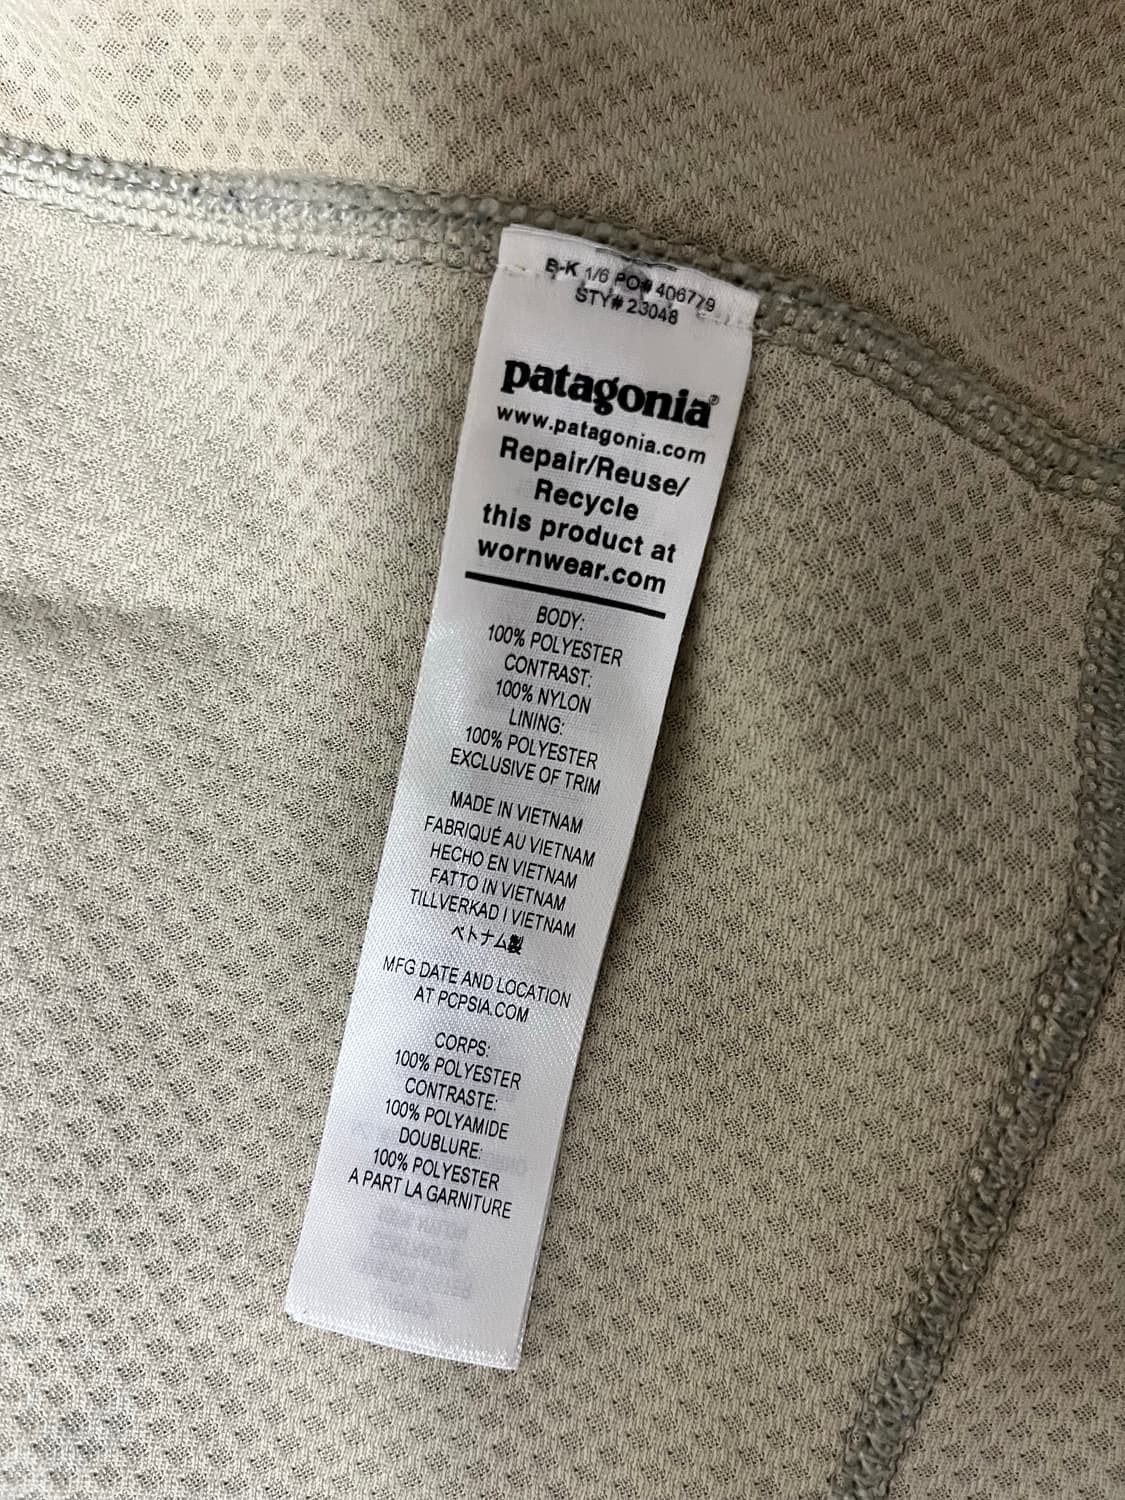 B-K 1/6 PO# 406779
STY# 23048
patagonia®
www.patagonia.com
Repair/Reuse/
Recycle
this product at
wornwear.com
BODY:
100% POLYESTER
CONTRAST:
100% NYLON
LINING:
100% POLYESTER
EXCLUSIVE OF TRIM
MADE IN VIETNAM
FABRIQUÉ AU VIETNAM
HECHO EN VIETNAM
FATTO IN VIETNAM
TILLVERKAD I VIETNAM
ベトナム製
MFG DATE AND LOCATION
AT PCPSIA.COM
CORPS:
100% POLYESTER
CONTRASTE:
100% POLYAMIDE
DOUBLURE:
100% POLYESTER
A PART LA GARNITURE